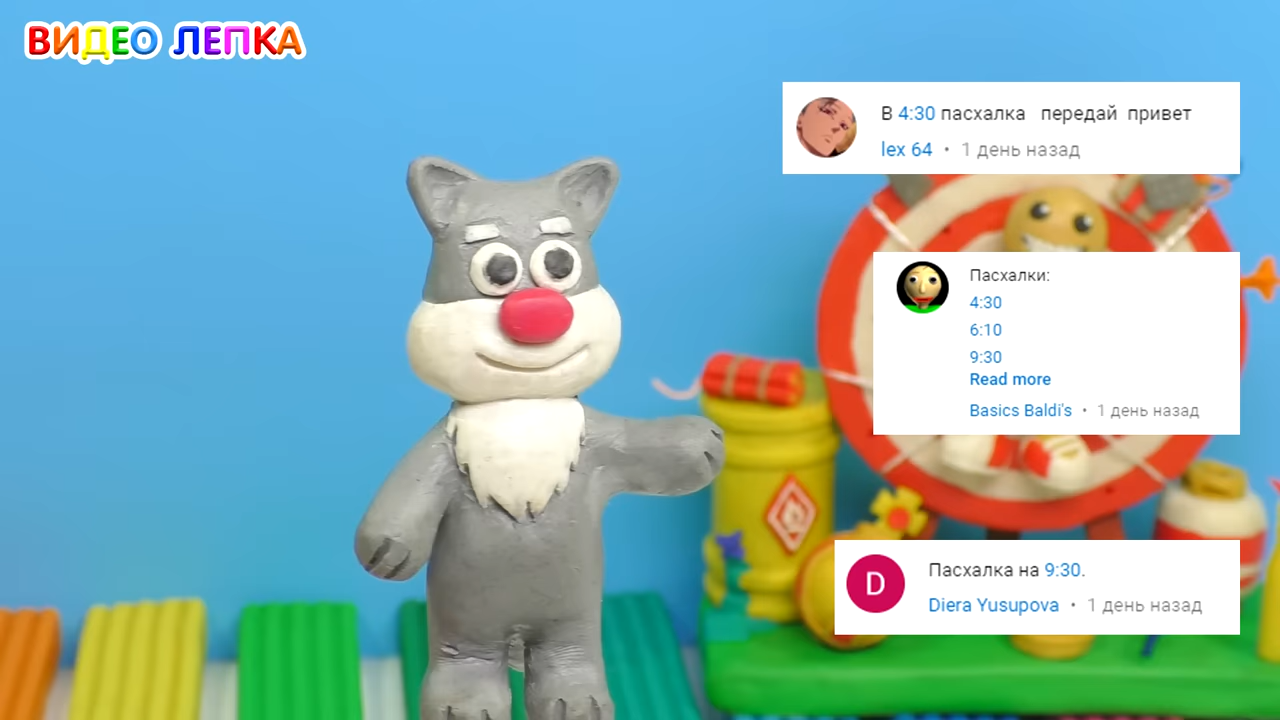 ВИДЕО ЛЕПКА
В 4:30 пасхалка передай привет
lex 64 • 1 день назад
Пасхалки:
4:30
6:10
9:30
Read more
Basics Baldi's • 1 день назад
D
Пасхалка на 9:30.
Diera Yusupova • 1 день назад